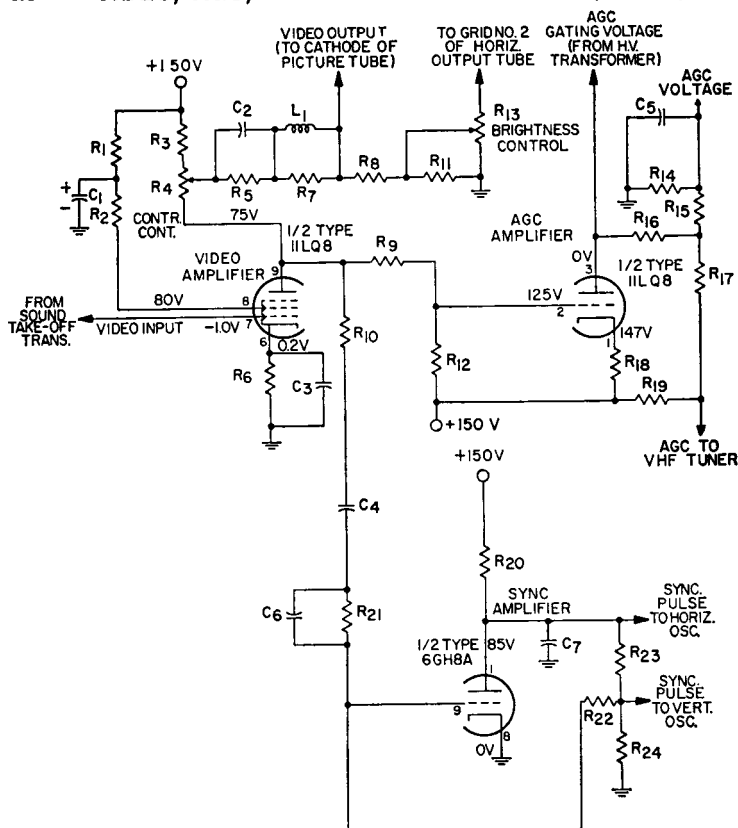 VIDEO OUTPUT
(TO CATHODE OF
PICTURE TUBE)
TO GRID NO. 2
OF HORIZ.
OUTPUT TUBE
AGC
GATING VOLTAGE
(FROM H.V.
TRANSFORMER)
AGC
VOLTAGE
+150V
C2
L1
R13
BRIGHTNESS
CONTROL
C5
R1
R3
R5
R7
R8
R11
R14
R15
+
-
C1
R2
R4
CONTR.
CONT.
75V
1/2 TYPE
11LQ8
VIDEO
AMPLIFIER
9
R9
AGC
AMPLIFIER
R16
0V
3
1/2 TYPE
11LQ8
R17
FROM
SOUND
TAKE-OFF
TRANS.
80V
8
VIDEO INPUT
-1.0V
7
6
0.2V
R10
125V
2
147V
1
R6
C3
R12
R18
R19
+150 V
AGC TO
VHF TUNER
+150V
C4
R20
SYNC
AMPLIFIER
SYNC.
PULSE
TO HORIZ.
OSC.
C6
R21
1/2 TYPE
6GH8A
85V
1
C7
R23
9
8
0V
R22
SYNC.
PULSE
TO VERT.
OSC.
R24